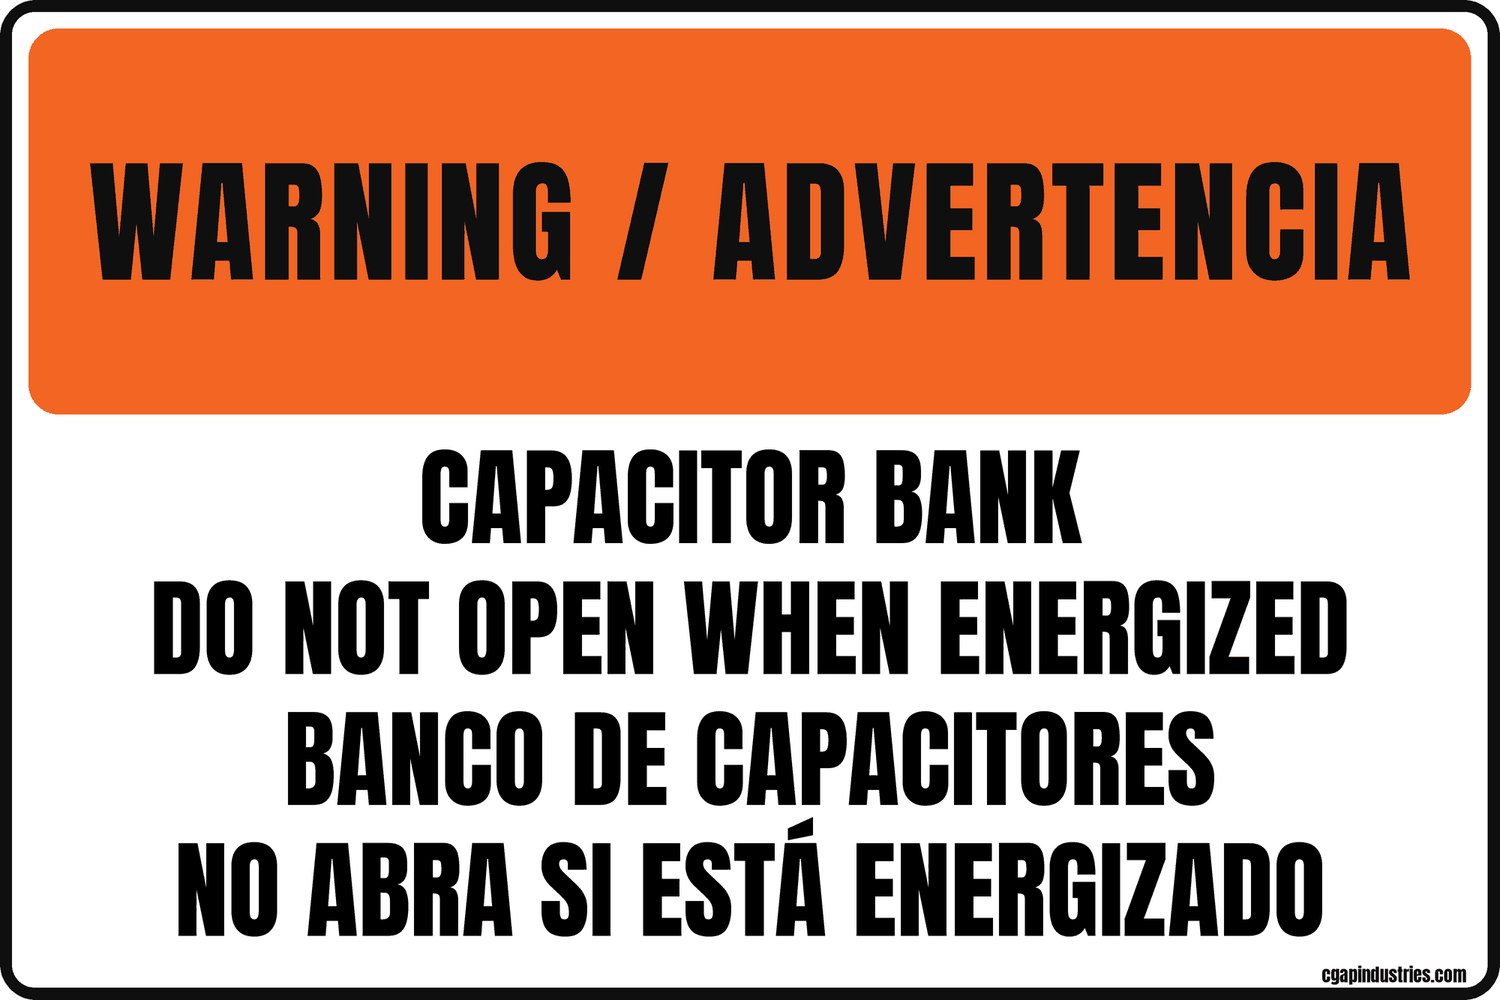 WARNING / ADVERTENCIA
CAPACITOR BANK
DO NOT OPEN WHEN ENERGIZED
BANCO DE CAPACITORES
NO ABRA SI ESTÁ ENERGIZADO
cgapindustries.com